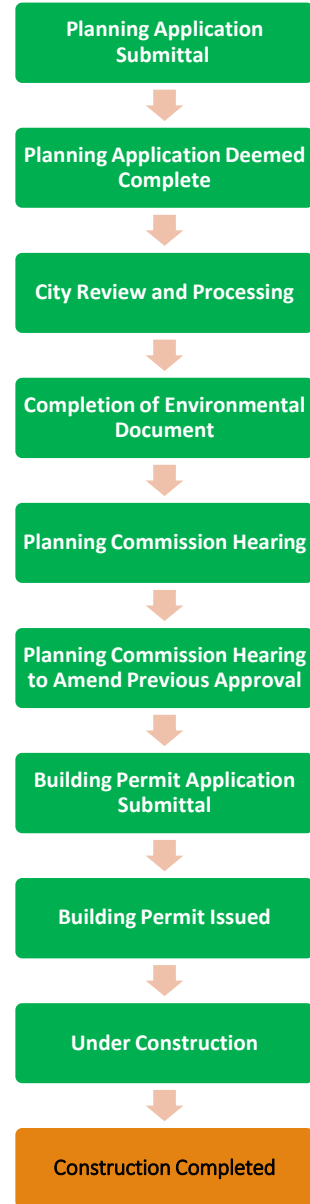 Planning Application
Submittal
Planning Application Deemed
Complete
City Review and Processing
Completion of Environmental
Document
Planning Commission Hearing
Planning Commission Hearing
to Amend Previous Approval
Building Permit Application
Submittal
Building Permit Issued
Under Construction
Construction Completed